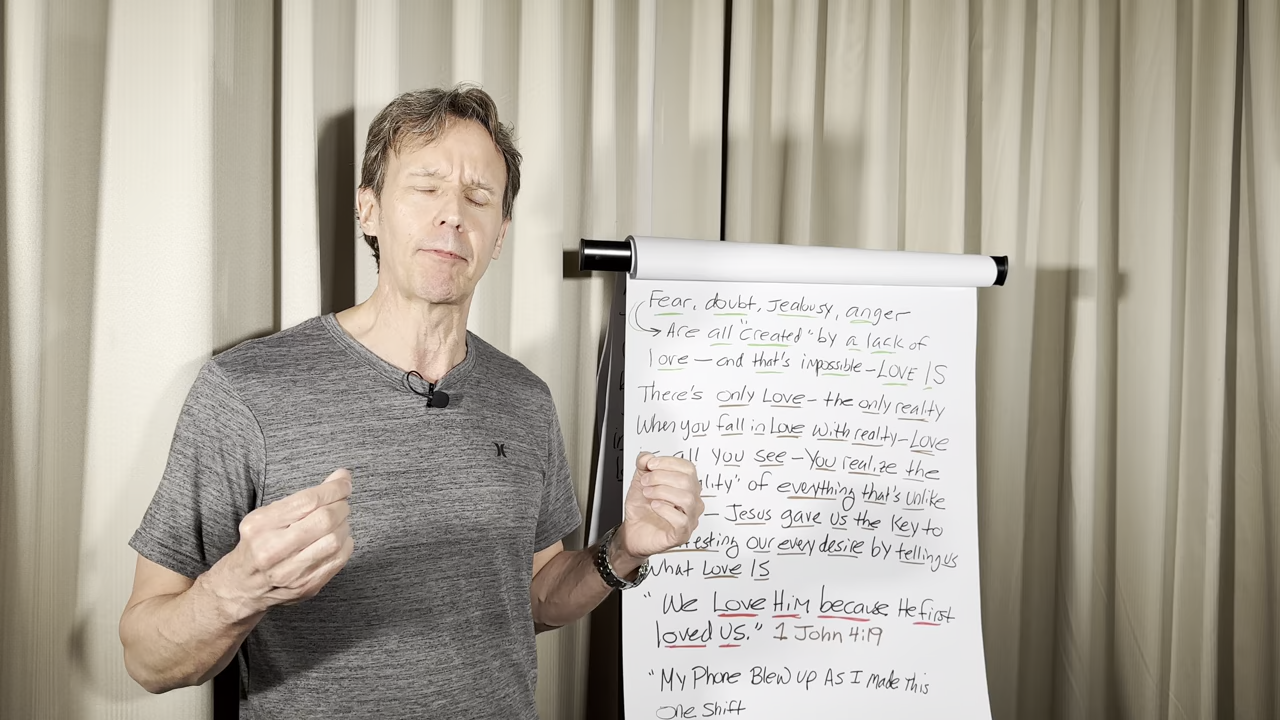 Fear, doubt, Jealousy, anger
Are all "created" by a lack of
love – and that's impossible – LOVE IS
There's only Love – the only reality
When you fall in Love with reality – Love
all you see – You realize the
of everything that's unlike
– Jesus gave us the key to
our every desire by telling us
what Love IS
"We Love Him because He first
loved us." 1 John 4:19
"My Phone Blew up As I made this
one shift